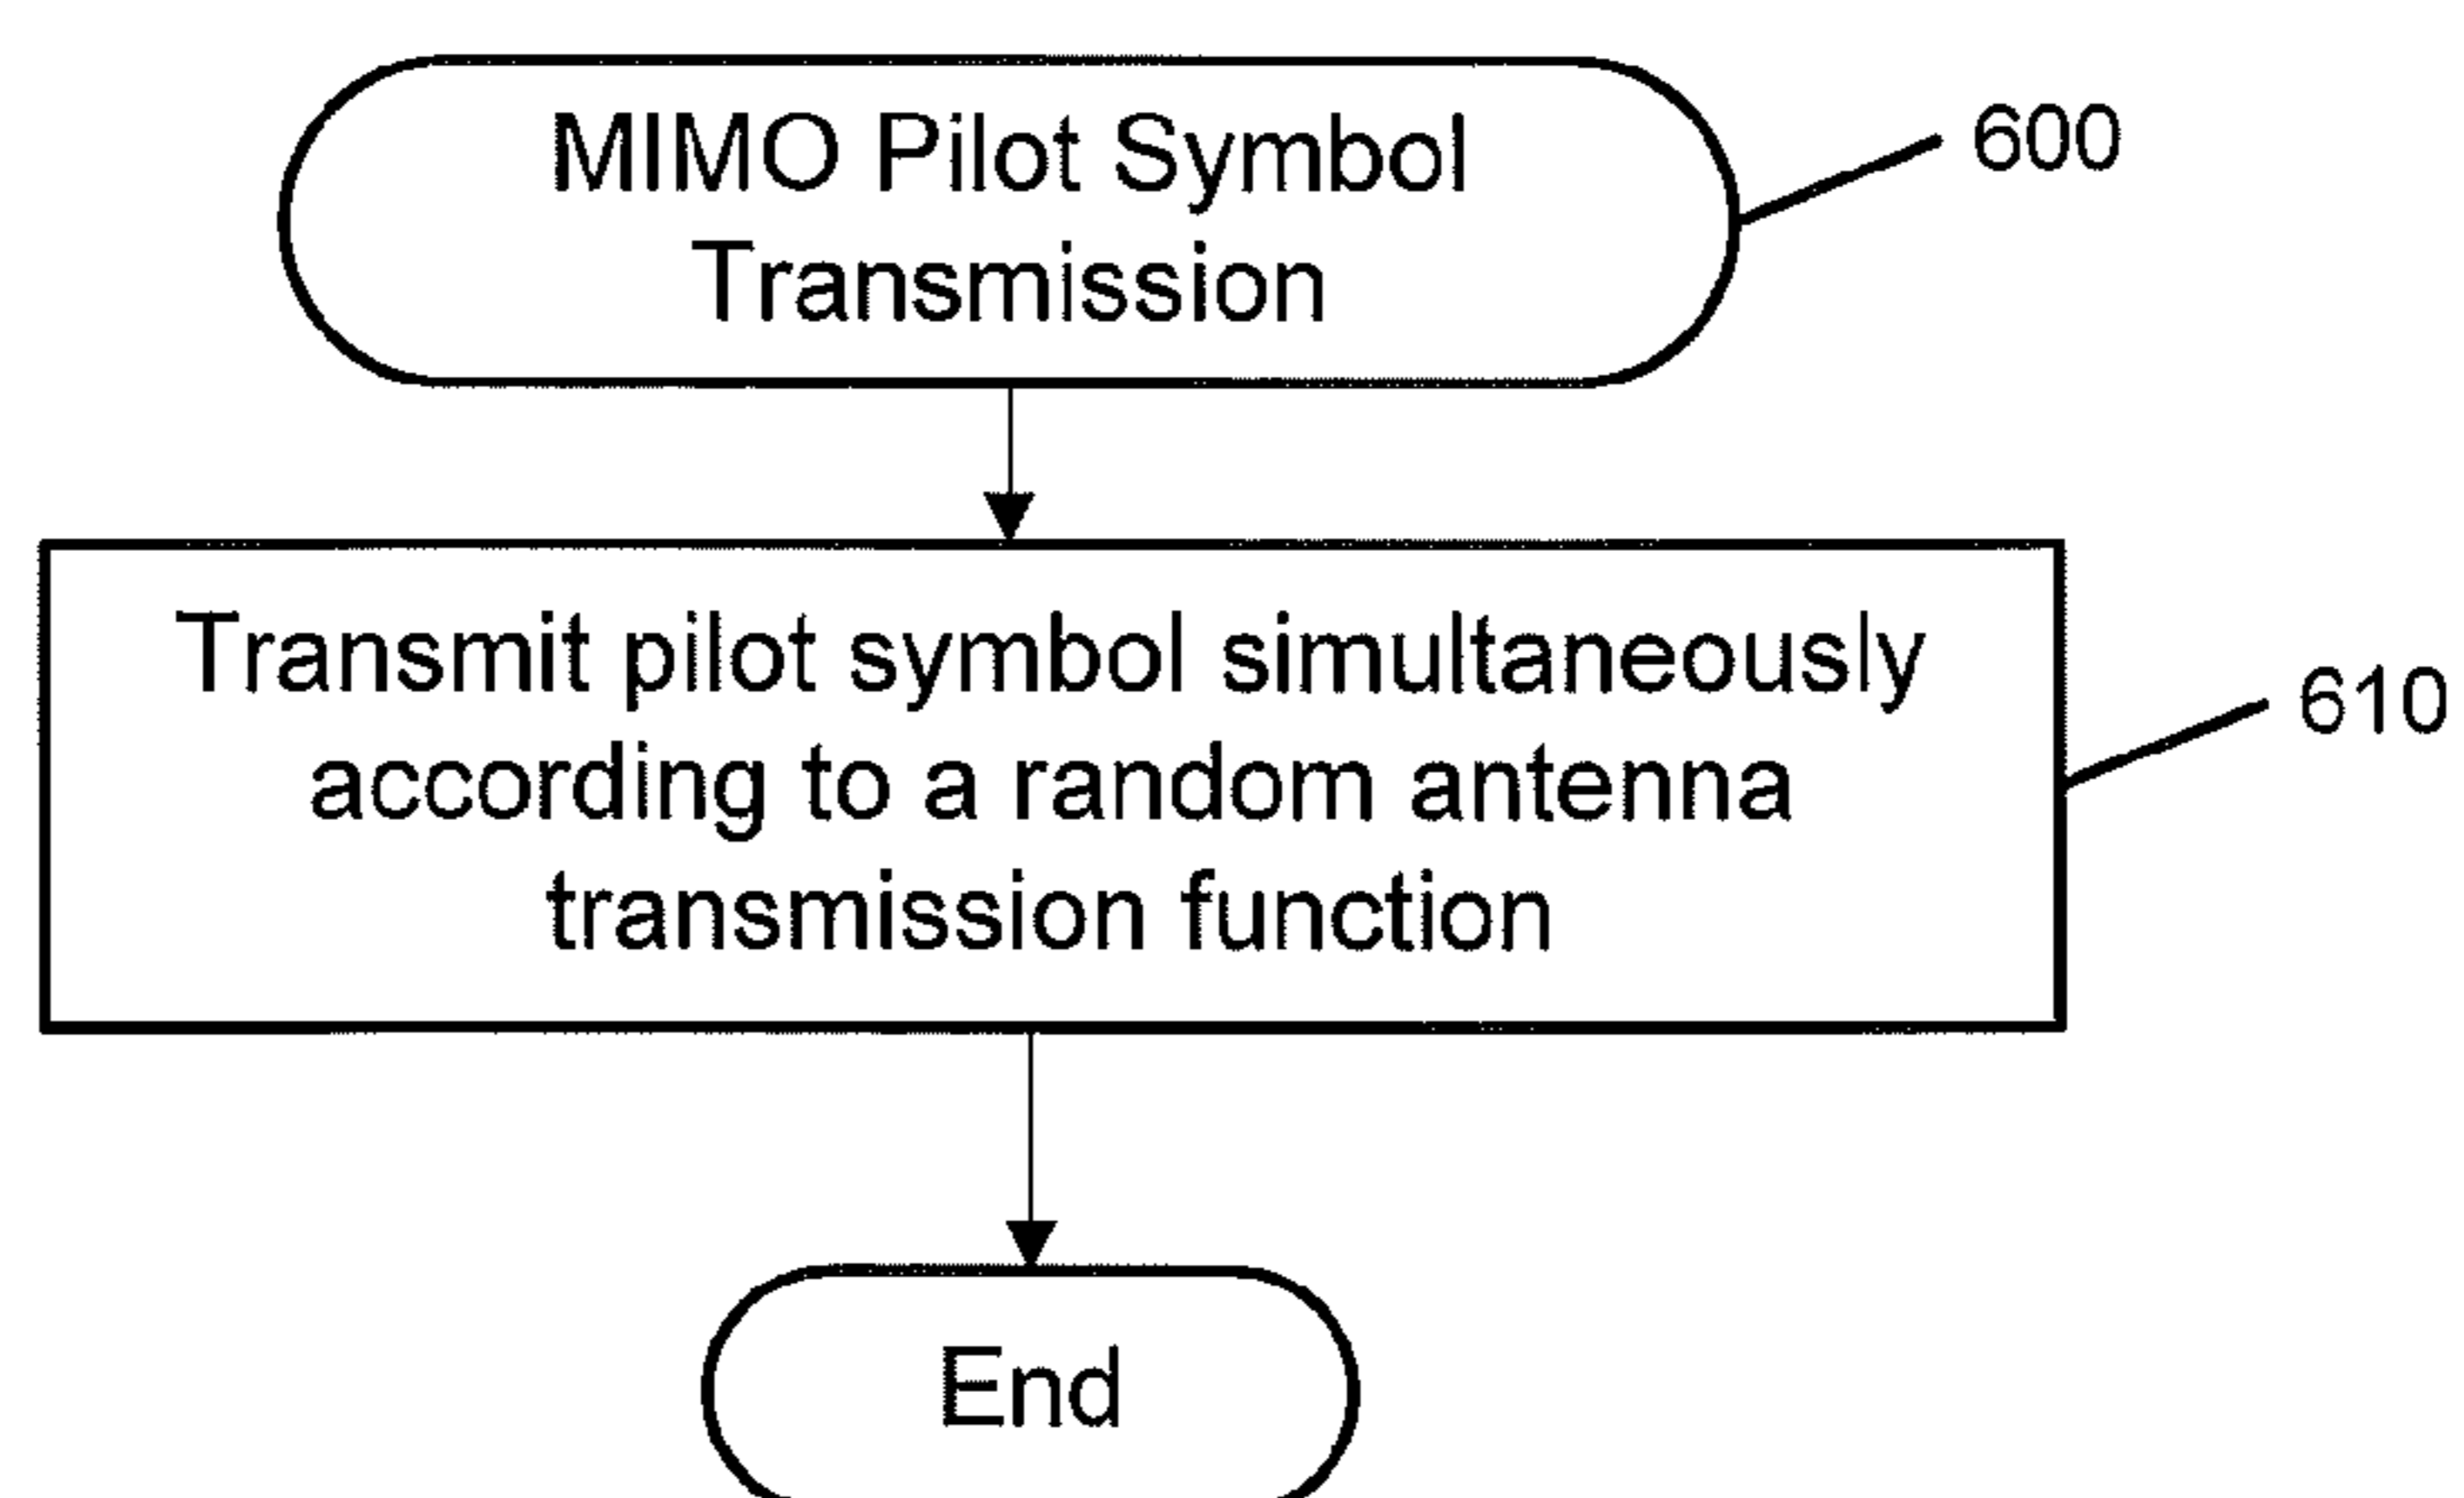 MIMO Pilot Symbol
Transmission
600
Transmit pilot symbol simultaneously
according to a random antenna
transmission function
610
End